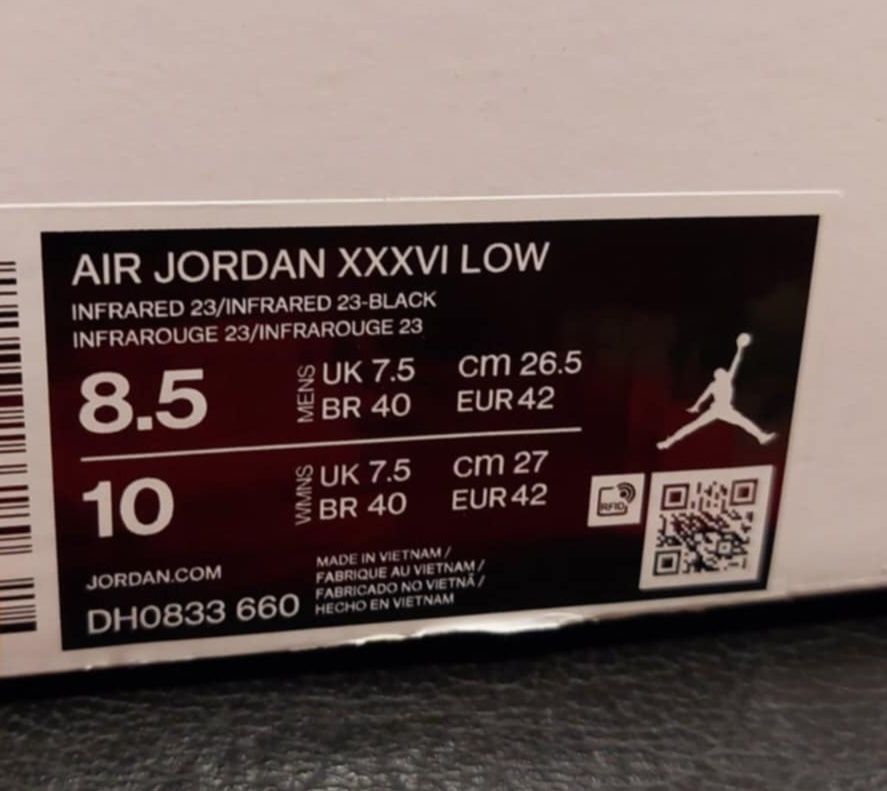 AIR JORDAN XXXVI LOW
INFRARED 23/INFRARED 23-BLACK
INFRAROUGE 23/INFRAROUGE 23
8.5 MENS UK 7.5 cm 26.5
BR 40 EUR 42
10 WMNS UK 7.5 cm 27
BR 40 EUR 42
RFID
JORDAN.COM
DH0833 660
MADE IN VIETNAM /
FABRIQUE AU VIETNAM /
FABRICADO NO VIETNÃ /
HECHO EN VIETNAM